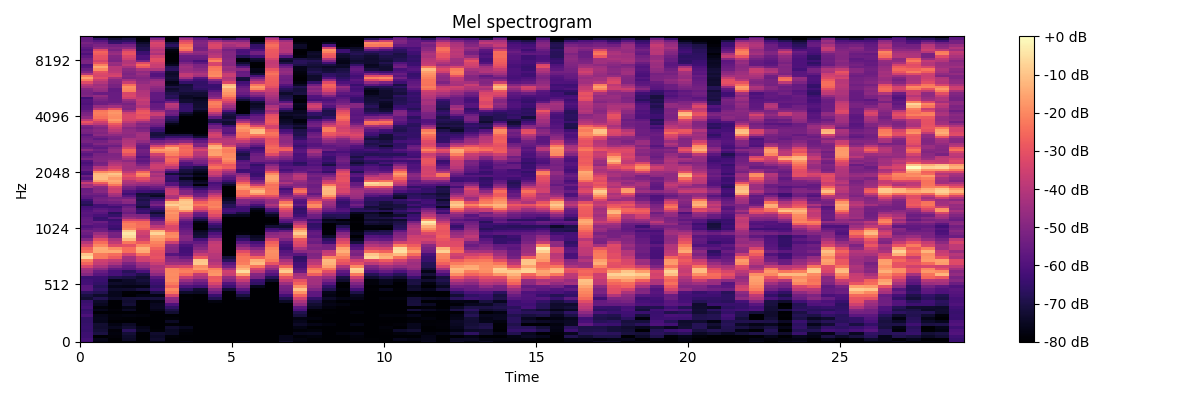 Mel spectrogram
+0 dB
-10 dB
-20 dB
-30 dB
-40 dB
-50 dB
-60 dB
-70 dB
-80 dB
8192
4096
2048
1024
512
0
Hz
0 5 10 15 20 25
Time